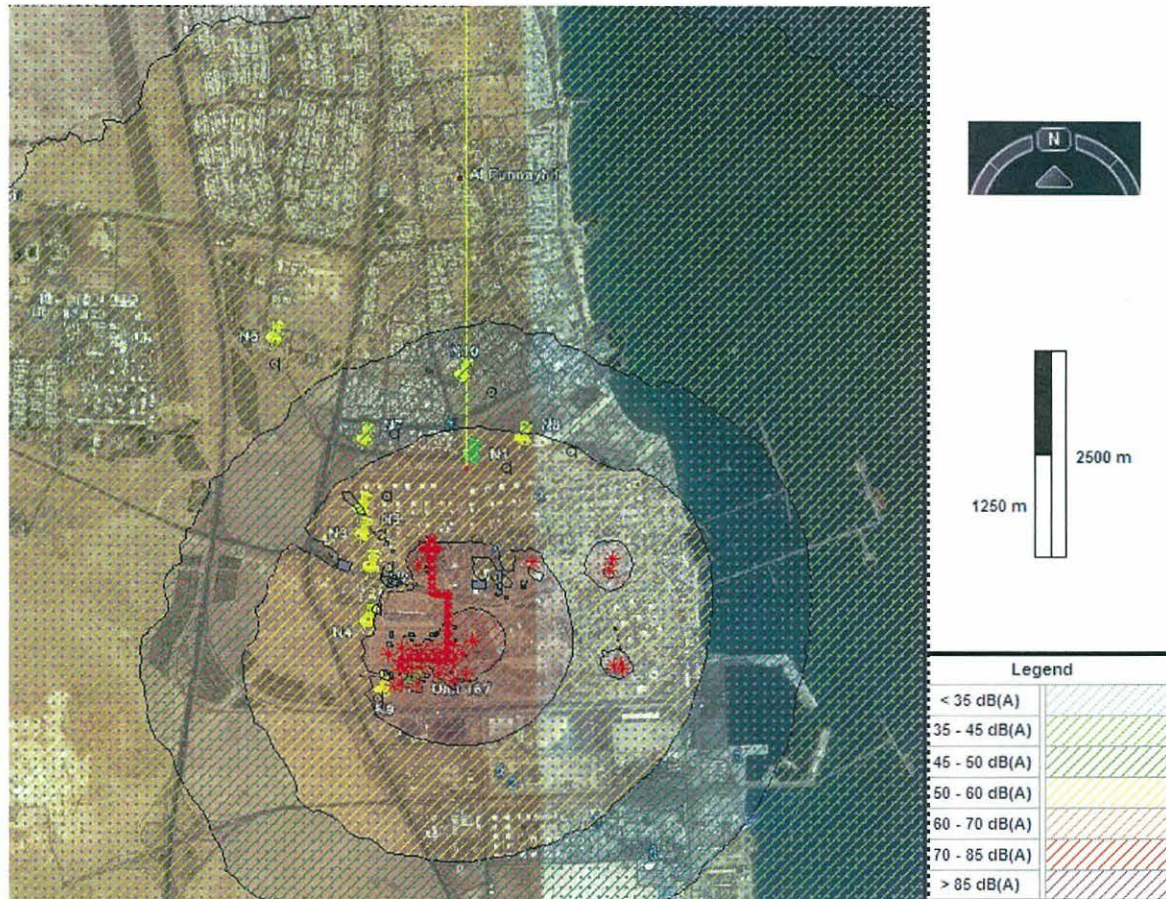 N
Al Funnayhil
N5
N10
N7
N8
N1
N3
N4
N9
2500 m
1250 m
Legend
< 35 dB(A)
35 - 45 dB(A)
45 - 50 dB(A)
50 - 60 dB(A)
60 - 70 dB(A)
70 - 85 dB(A)
> 85 dB(A)